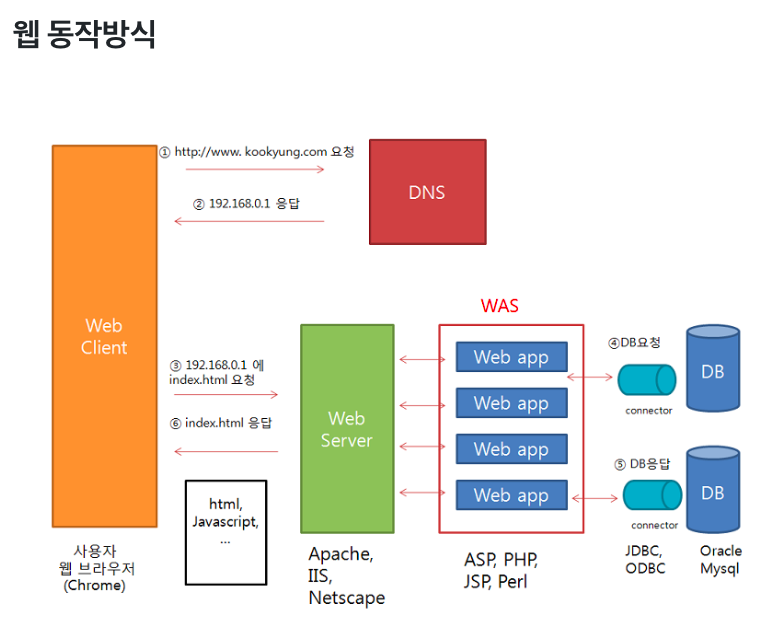 웹 동작방식
① http://www. kookyung.com 요청
② 192.168.0.1 응답
DNS
Web
Client
③ 192.168.0.1 에
index.html 요청
⑥ index.html 응답
html,
Javascript,
...
사용자
웹 브라우저
(Chrome)
Web
Server
Apache,
IIS,
Netscape
WAS
Web app
Web app
Web app
Web app
ASP, PHP,
JSP, Perl
④DB요청
connector
DB
⑤ DB응답
connector
DB
JDBC,
ODBC
Oracle
Mysql